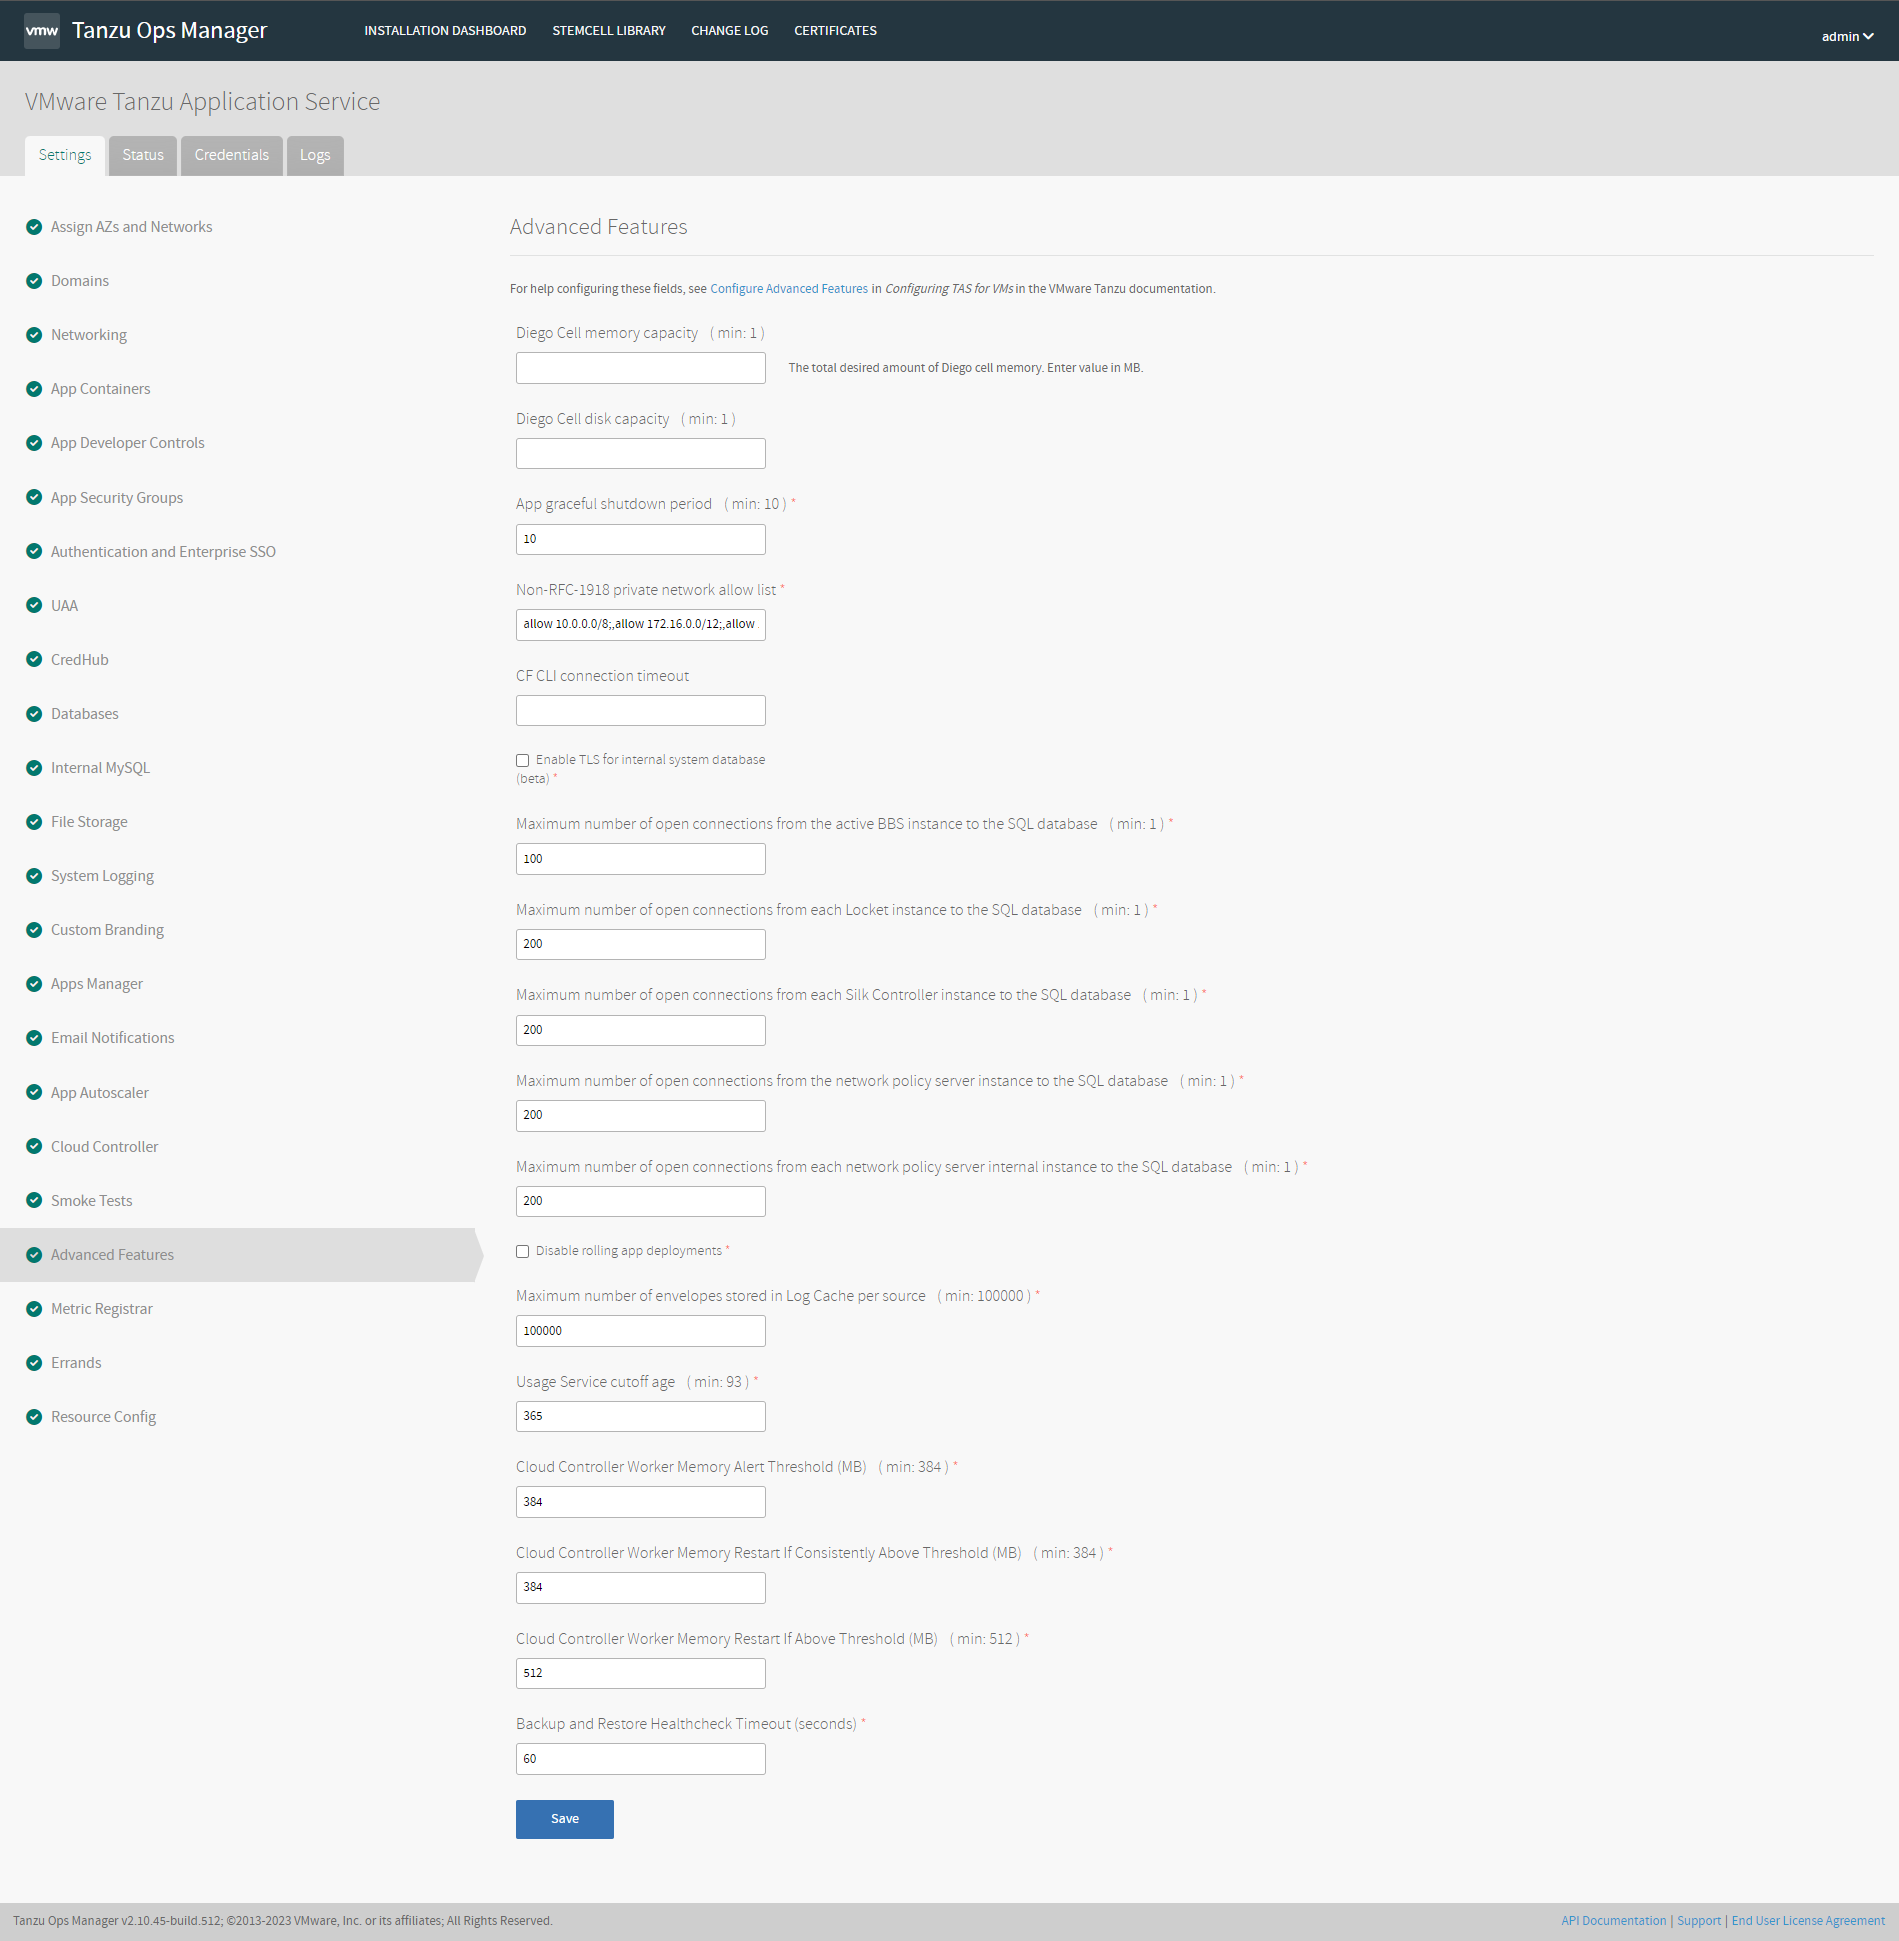 vmw Tanzu Ops Manager INSTALLATION DASHBOARD STEMCELL LIBRARY CHANGE LOG CERTIFICATES admin
VMware Tanzu Application Service
Settings Status Credentials Logs
Assign AZs and Networks
Domains
Networking
App Containers
App Developer Controls
App Security Groups
Authentication and Enterprise SSO
UAA
CredHub
Databases
Internal MySQL
File Storage
System Logging
Custom Branding
Apps Manager
Email Notifications
App Autoscaler
Cloud Controller
Smoke Tests
Advanced Features
Metric Registrar
Errands
Resource Config
Advanced Features
For help configuring these fields, see Configure Advanced Features in Configuring TAS for VMs in the VMware Tanzu documentation.
Diego Cell memory capacity ( min: 1 )
The total desired amount of Diego cell memory. Enter value in MB.
Diego Cell disk capacity ( min: 1 )
App graceful shutdown period ( min: 10 ) *
10
Non-RFC-1918 private network allow list *
allow 10.0.0.0/8;,allow 172.16.0.0/12;,allow
CF CLI connection timeout
Enable TLS for internal system database
(beta) *
Maximum number of open connections from the active BBS instance to the SQL database ( min: 1 ) *
100
Maximum number of open connections from each Locket instance to the SQL database ( min: 1 ) *
200
Maximum number of open connections from each Silk Controller instance to the SQL database ( min: 1 ) *
200
Maximum number of open connections from the network policy server instance to the SQL database ( min: 1 ) *
200
Maximum number of open connections from each network policy server internal instance to the SQL database ( min: 1 ) *
200
Disable rolling app deployments *
Maximum number of envelopes stored in Log Cache per source ( min: 100000 ) *
100000
Usage Service cutoff age ( min: 93 ) *
365
Cloud Controller Worker Memory Alert Threshold (MB) ( min: 384 ) *
384
Cloud Controller Worker Memory Restart If Consistently Above Threshold (MB) ( min: 384 ) *
384
Cloud Controller Worker Memory Restart If Above Threshold (MB) ( min: 512 ) *
512
Backup and Restore Healthcheck Timeout (seconds) *
60
Save
Tanzu Ops Manager v2.10.45-build.512; ©2013-2023 VMware, Inc. or its affiliates; All Rights Reserved. API Documentation | Support | End User License Agreement